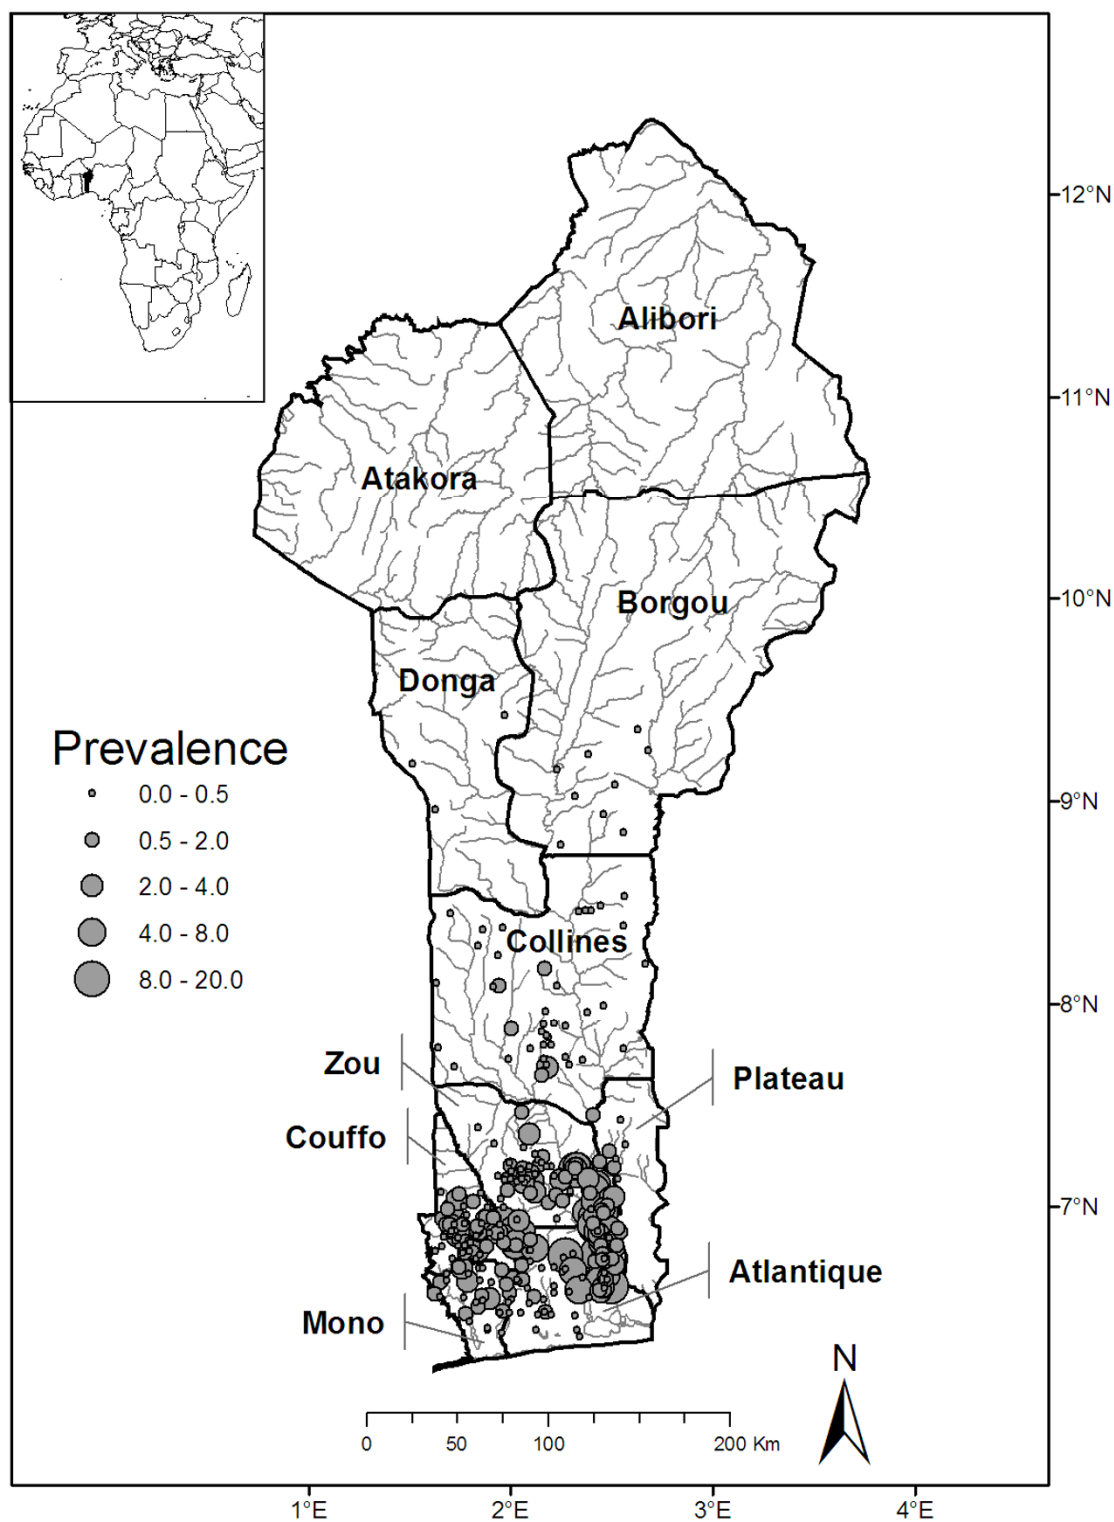 12°N
Alibori
11°N
Atakora
10°N
Borgou
Donga
Prevalence
0.0 - 0.5
9°N
0.5 - 2.0
2.0 - 4.0
4.0 - 8.0
Collines
8.0 - 20.0
8°N
Zou
Plateau
Couffo
7°N
Atlantique
Mono
N
0 50 100 200 Km
1°E 2°E 3°E 4°E